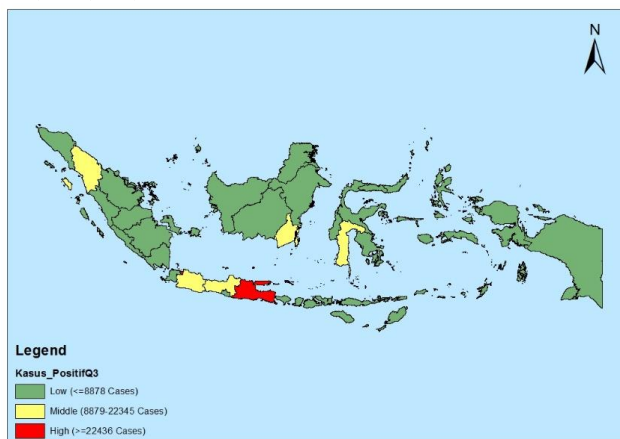 N
Legend
Kasus_PositifQ3
Low (<=8878 Cases)
Middle (8879-22345 Cases)
High (>=22436 Cases)